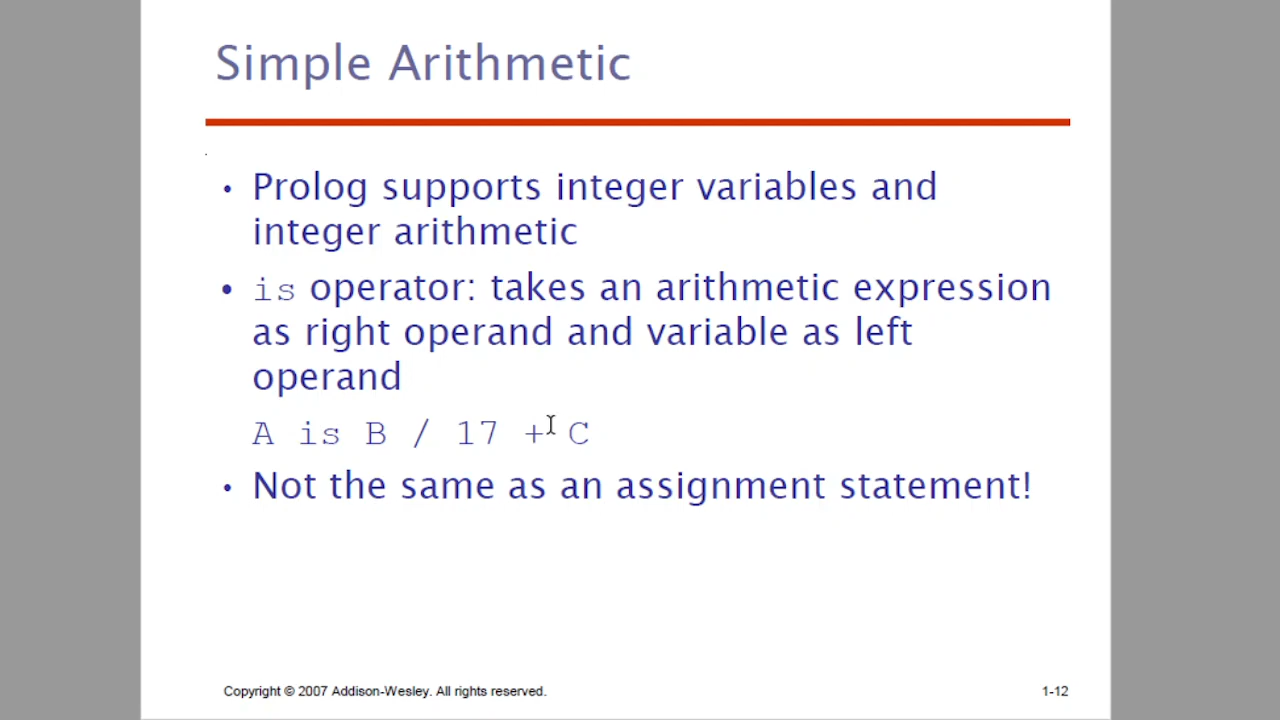 Simple Arithmetic
• Prolog supports integer variables and
integer arithmetic
• is operator: takes an arithmetic expression
as right operand and variable as left
operand
A is B / 17 + C
• Not the same as an assignment statement!
Copyright © 2007 Addison-Wesley. All rights reserved. 1-12